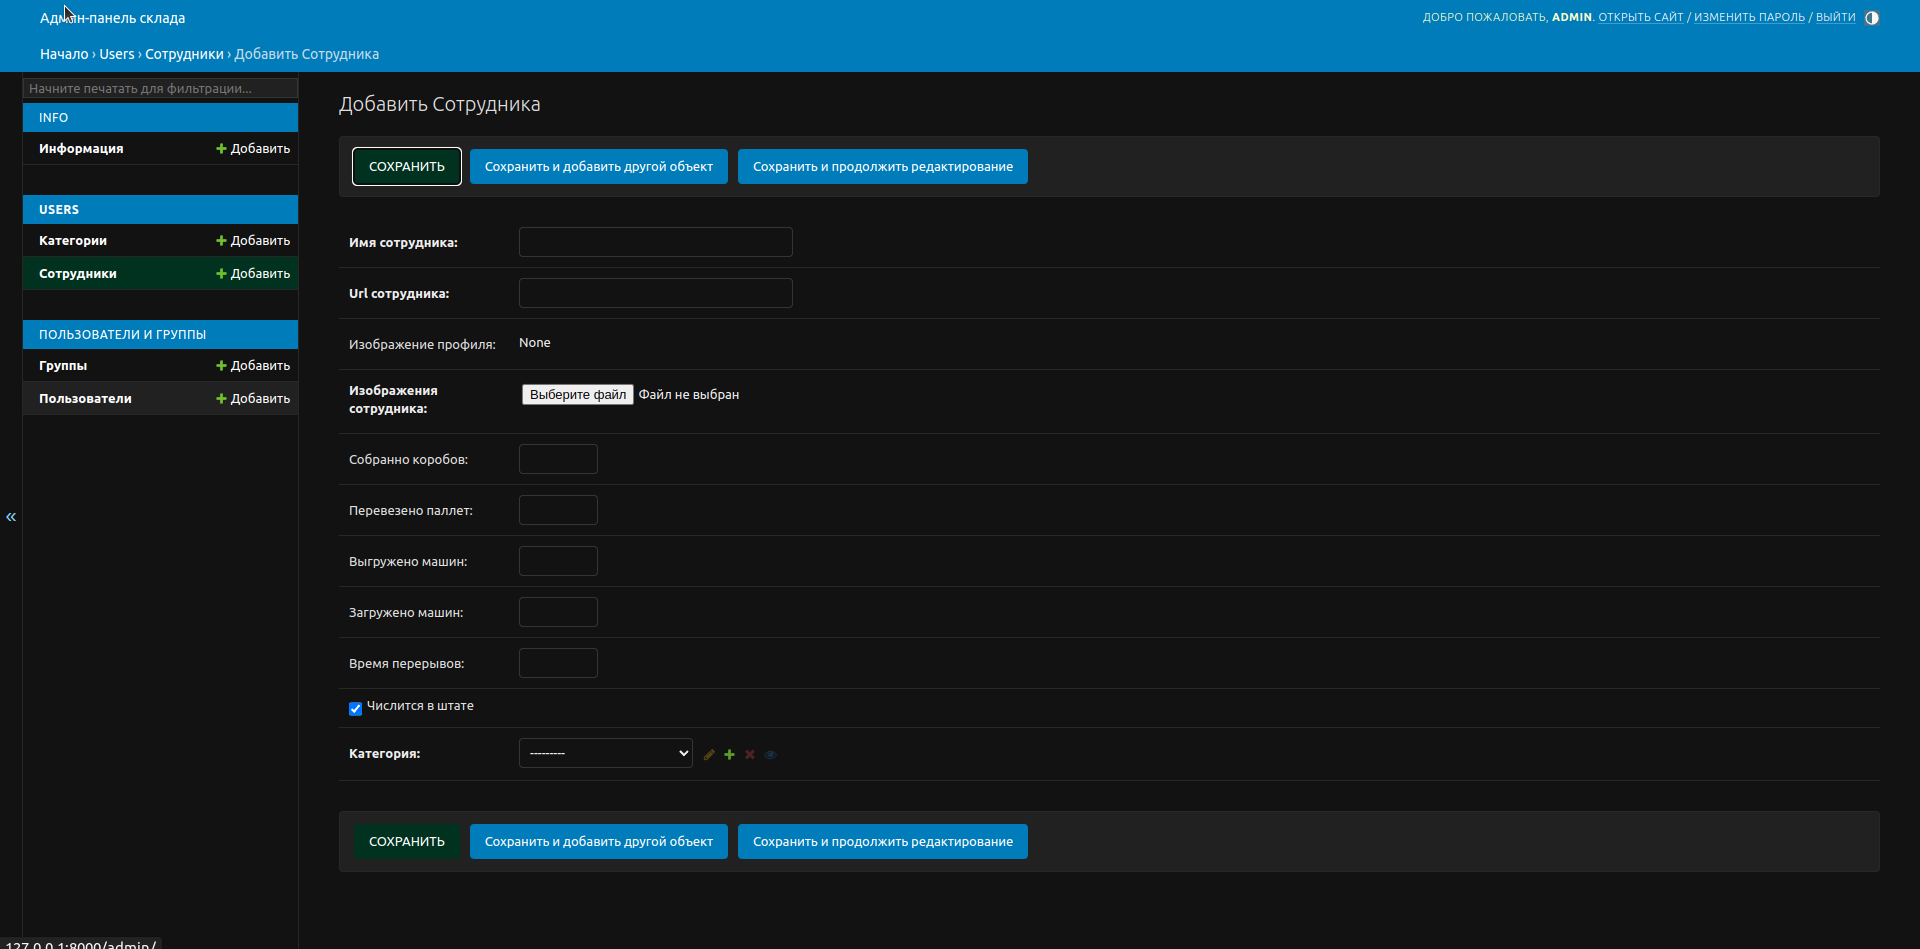 Админ-панель склада
ДОБРО ПОЖАЛОВАТЬ, ADMIN. ОТКРЫТЬ САЙТ / ИЗМЕНИТЬ ПАРОЛЬ / ВЫЙТИ
Начало › Users › Сотрудники › Добавить Сотрудника
Начните печатать для фильтрации...
INFO
Информация Добавить
USERS
Категории Добавить
Сотрудники Добавить
ПОЛЬЗОВАТЕЛИ И ГРУППЫ
Группы Добавить
Пользователи Добавить
«
Добавить Сотрудника
СОХРАНИТЬ Сохранить и добавить другой объект Сохранить и продолжить редактирование
Имя сотрудника:
Url сотрудника:
Изображение профиля: None
Изображения
сотрудника:
Выберите файл Файл не выбран
Собранно коробов:
Перевезено паллет:
Выгружено машин:
Загружено машин:
Время перерывов:
Числится в штате
Категория: ---------
СОХРАНИТЬ Сохранить и добавить другой объект Сохранить и продолжить редактирование
127.0.0.1:8000/admin/